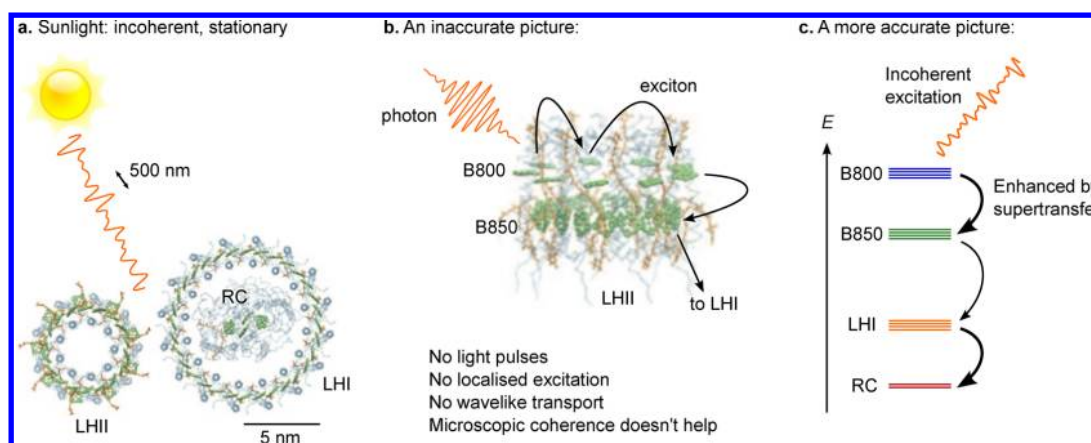 a. Sunlight: incoherent, stationary
500 nm
RC
LHII
LHI
5 nm
b. An inaccurate picture:
photon
exciton
B800
B850
LHII
to LHI
No light pulses
No localised excitation
No wavelike transport
Microscopic coherence doesn't help
c. A more accurate picture:
Incoherent
excitation
E
B800
Enhanced b
supertransfe
B850
LHI
RC